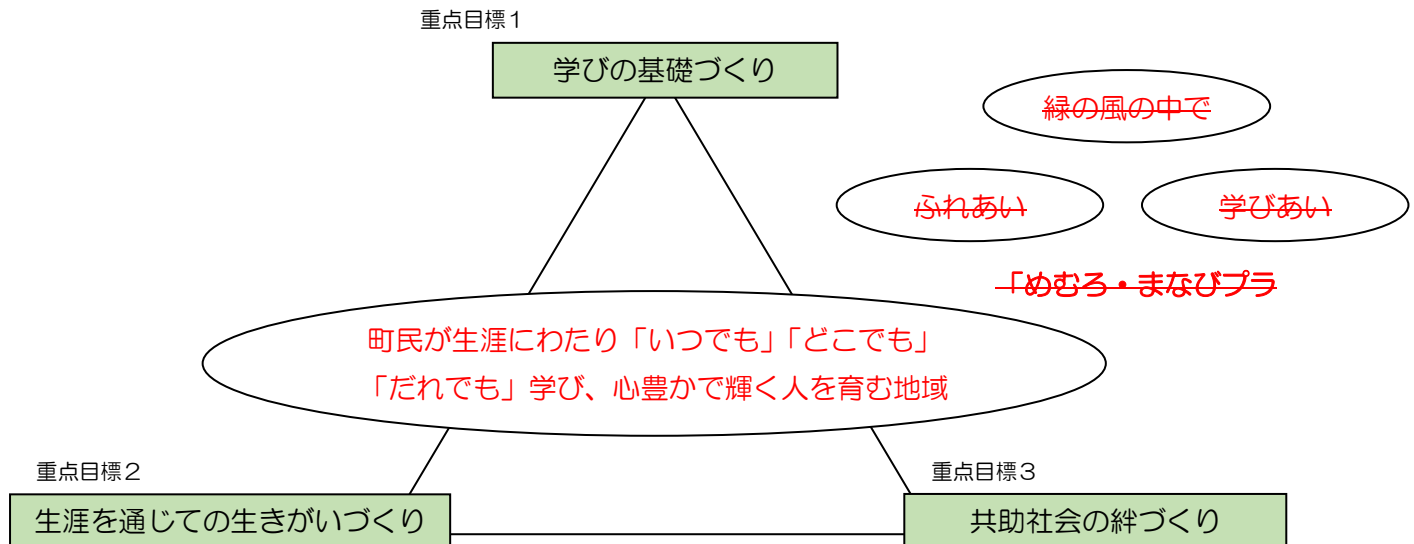 重点目標１
学びの基礎づくり
緑の風の中で
ふれあい
学びあい
「めむろ・まなびプラ
町民が生涯にわたり「いつでも」「どこでも」
「だれでも」学び、心豊かで輝く人を育む地域
重点目標２
生涯を通じての生きがいづくり
重点目標３
共助社会の絆づくり